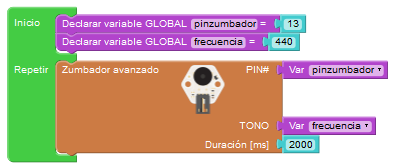 Inicio Declarar variable GLOBAL pinzumbador = 13
Declarar variable GLOBAL frecuencia = 440
Repetir Zumbador avanzado PIN# Var pinzumbador
TONO Var frecuencia
Duración [ms] 2000